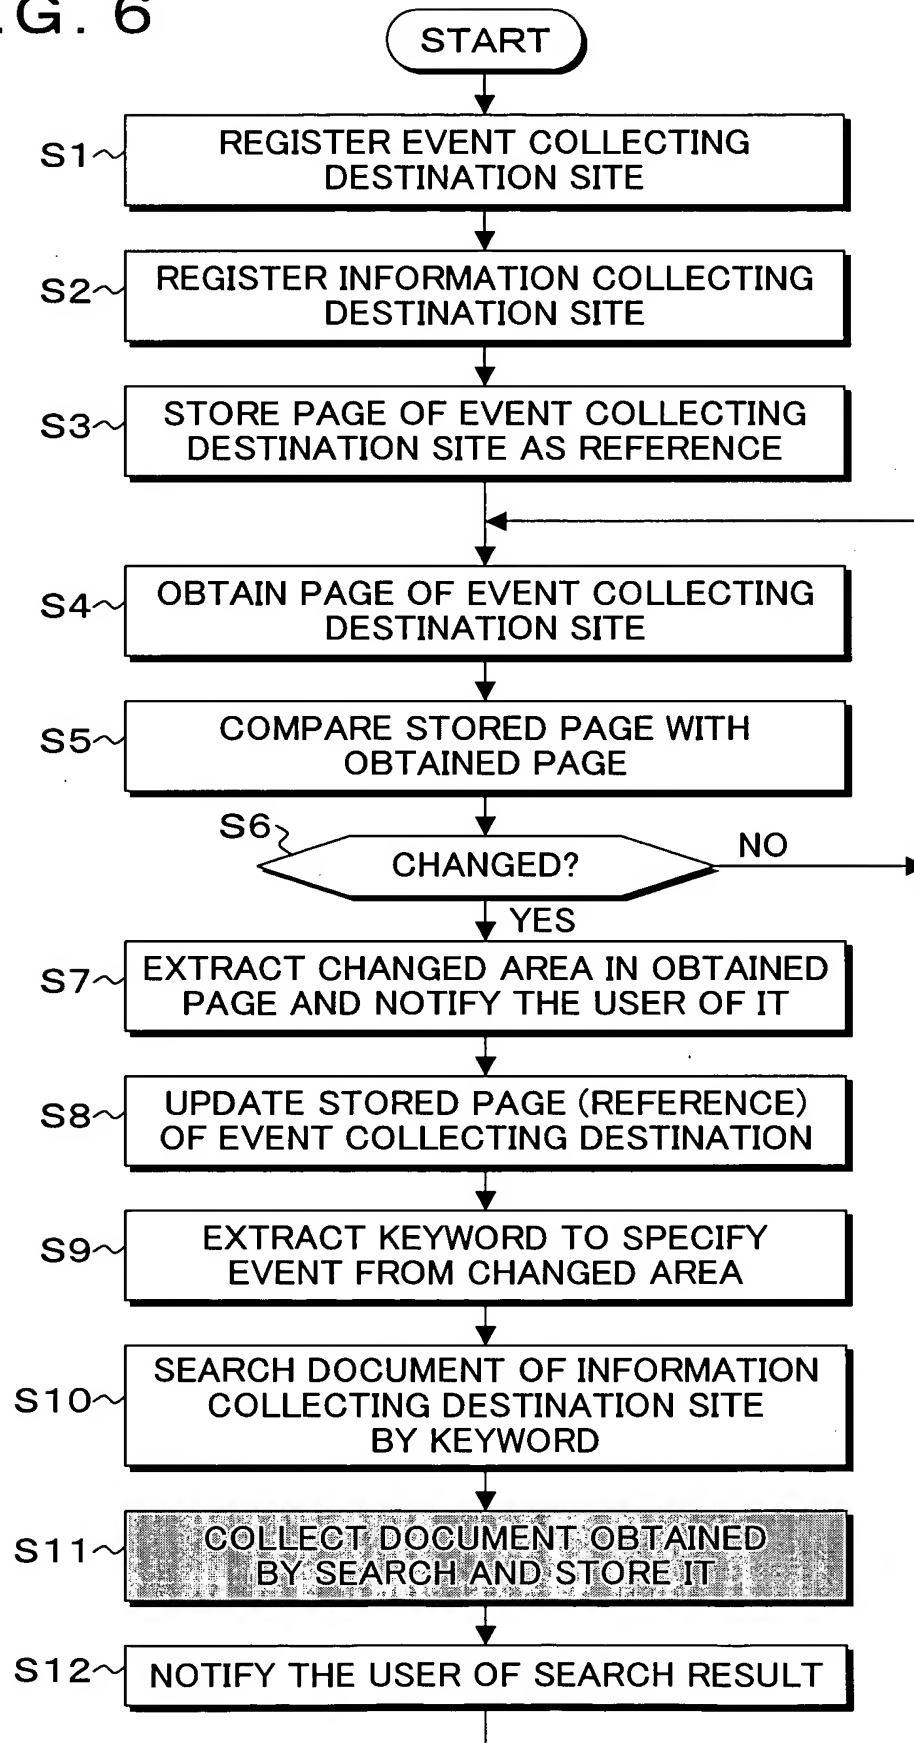 G. 6
START
S1
REGISTER EVENT COLLECTING
DESTINATION SITE
S2
REGISTER INFORMATION COLLECTING
DESTINATION SITE
S3
STORE PAGE OF EVENT COLLECTING
DESTINATION SITE AS REFERENCE
S4
OBTAIN PAGE OF EVENT COLLECTING
DESTINATION SITE
S5
COMPARE STORED PAGE WITH
OBTAINED PAGE
S6
CHANGED?
NO
YES
S7
EXTRACT CHANGED AREA IN OBTAINED
PAGE AND NOTIFY THE USER OF IT
S8
UPDATE STORED PAGE (REFERENCE)
OF EVENT COLLECTING DESTINATION
S9
EXTRACT KEYWORD TO SPECIFY
EVENT FROM CHANGED AREA
S10
SEARCH DOCUMENT OF INFORMATION
COLLECTING DESTINATION SITE
BY KEYWORD
S11
COLLECT DOCUMENT OBTAINED
BY SEARCH AND STORE IT
S12
NOTIFY THE USER OF SEARCH RESULT